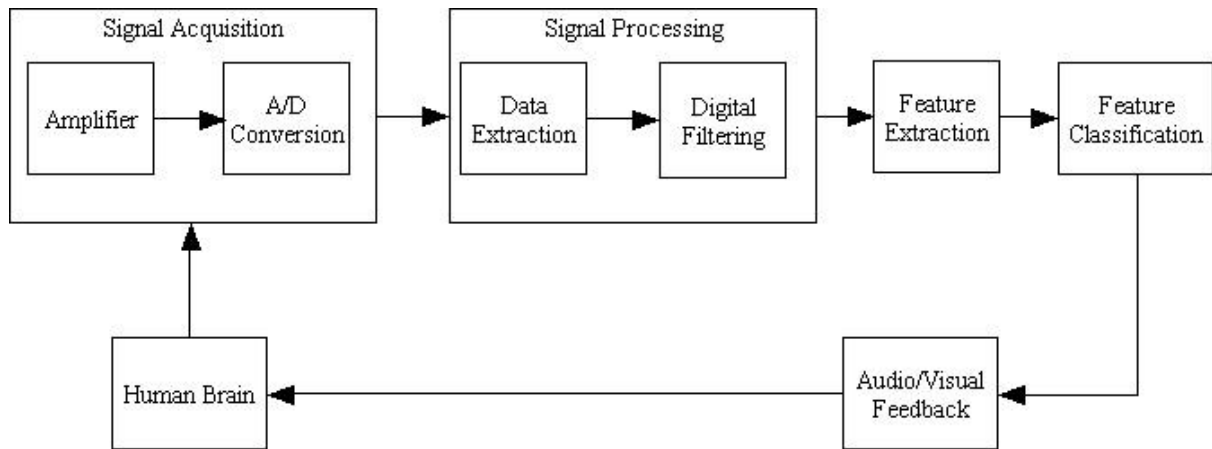 Signal Acquisition
Amplifier
A/D
Conversion
Signal Processing
Data
Extraction
Digital
Filtering
Feature
Extraction
Feature
Classification
Human Brain
Audio/Visual
Feedback